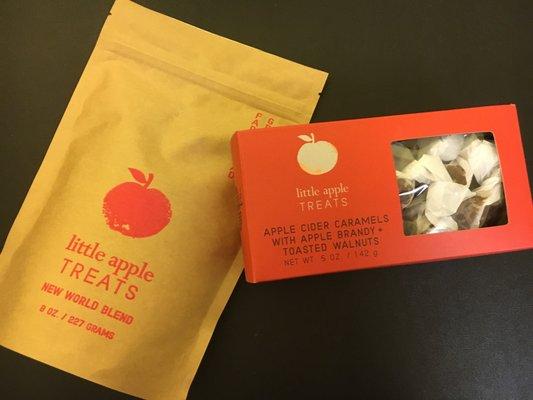 little apple
TREATS
NEW WORLD BLEND
8 OZ. / 227 GRAMS
little apple
TREATS
APPLE CIDER CARAMELS
WITH APPLE BRANDY +
TOASTED WALNUTS
NET WT. 5 OZ / 142 g